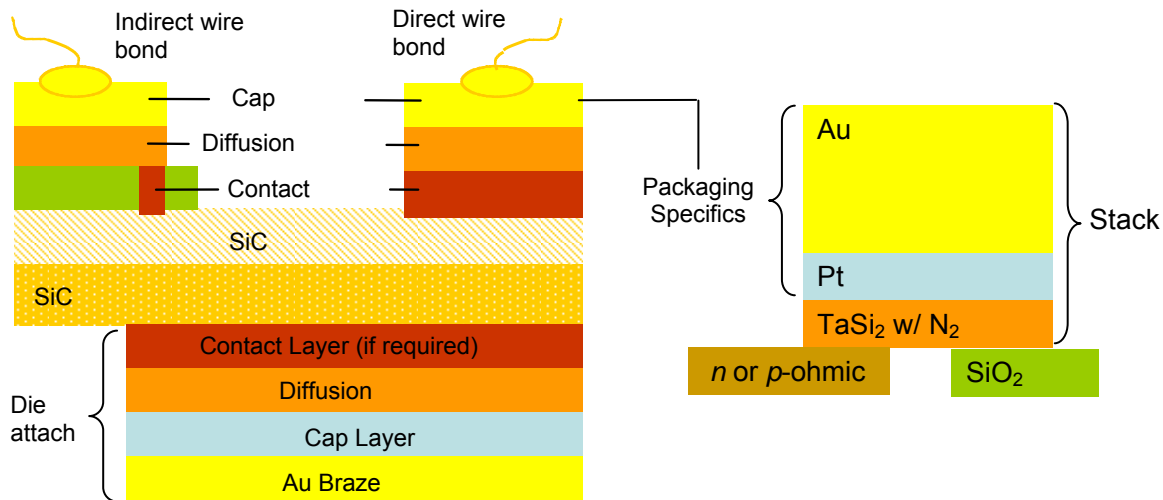 Indirect wire
bond
Direct wire
bond
Cap
Diffusion
Contact
SiC
SiC
Contact Layer (if required)
Diffusion
Cap Layer
Au Braze
Die
attach
Packaging
Specifics
Au
Pt
TaSi₂ w/ N₂
n or p-ohmic
SiO₂
Stack